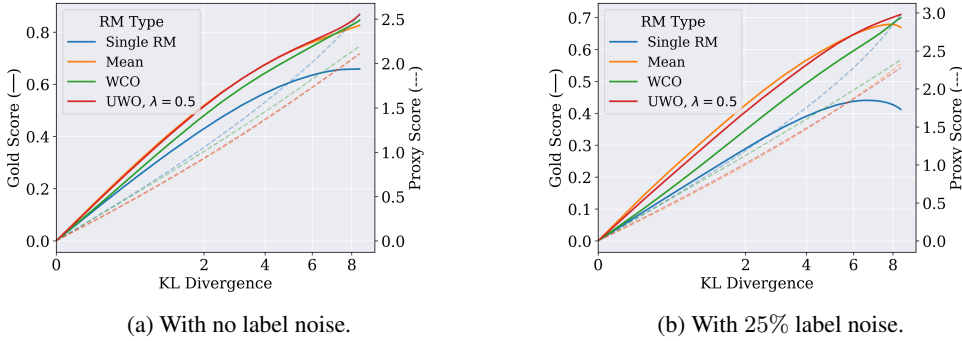 RM Type
Single RM
Mean
WCO
UWO, λ = 0.5
Gold Score (—)
0.8
0.6
0.4
0.2
0.0
2.5
2.0
1.5
1.0
0.5
0.0
Proxy Score (---)
0 2 4 6 8
KL Divergence
(a) With no label noise.
RM Type
Single RM
Mean
WCO
UWO, λ = 0.5
Gold Score (—)
0.7
0.6
0.5
0.4
0.3
0.2
0.1
0.0
3.0
2.5
2.0
1.5
1.0
0.5
0.0
Proxy Score (---)
0 2 4 6 8
KL Divergence
(b) With 25% label noise.